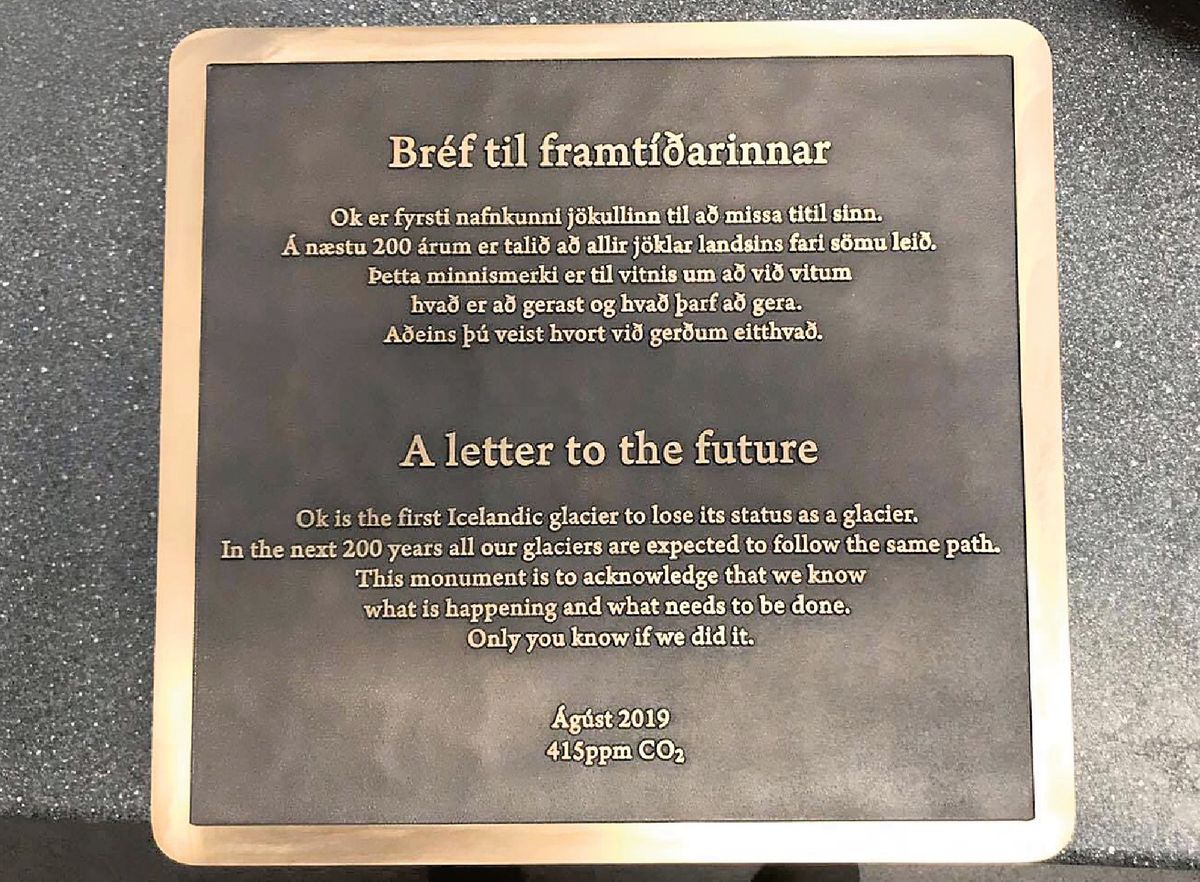 Bréf til framtíðarinnar
Ok er fyrsti nafnkunni jökullinn til að missa titil sinn.
Á næstu 200 árum er talið að allir jöklar landsins fari sömu leið.
Þetta minnismerki er til vitnis um að við vitum
hvað er að gerast og hvað þarf að gera.
Aðeins þú veist hvort við gerðum eitthvað.
A letter to the future
Ok is the first Icelandic glacier to lose its status as a glacier.
In the next 200 years all our glaciers are expected to follow the same path.
This monument is to acknowledge that we know
what is happening and what needs to be done.
Only you know if we did it.
Ágúst 2019
415ppm CO₂